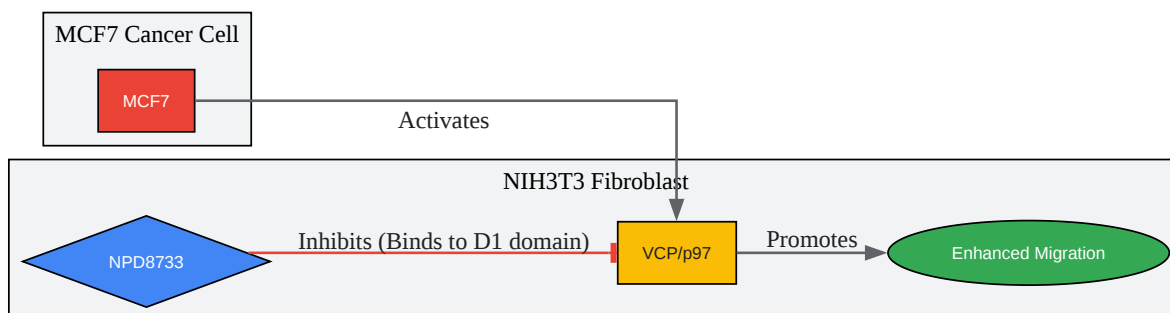 MCF7 Cancer Cell
MCF7
Activates
NIH3T3 Fibroblast
NPD8733
Inhibits (Binds to D1 domain)
VCP/p97
Promotes
Enhanced Migration